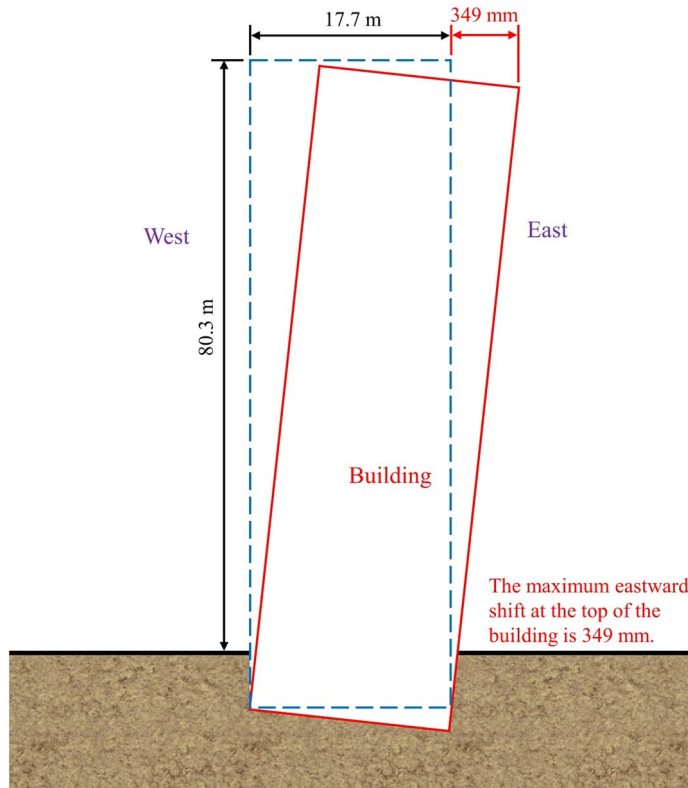 17.7 m
349 mm
West
East
80.3 m
Building
The maximum eastward
shift at the top of the
building is 349 mm.